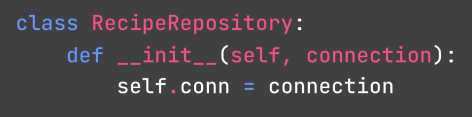 class RecipeRepository:
    def __init__(self, connection):
        self.conn = connection